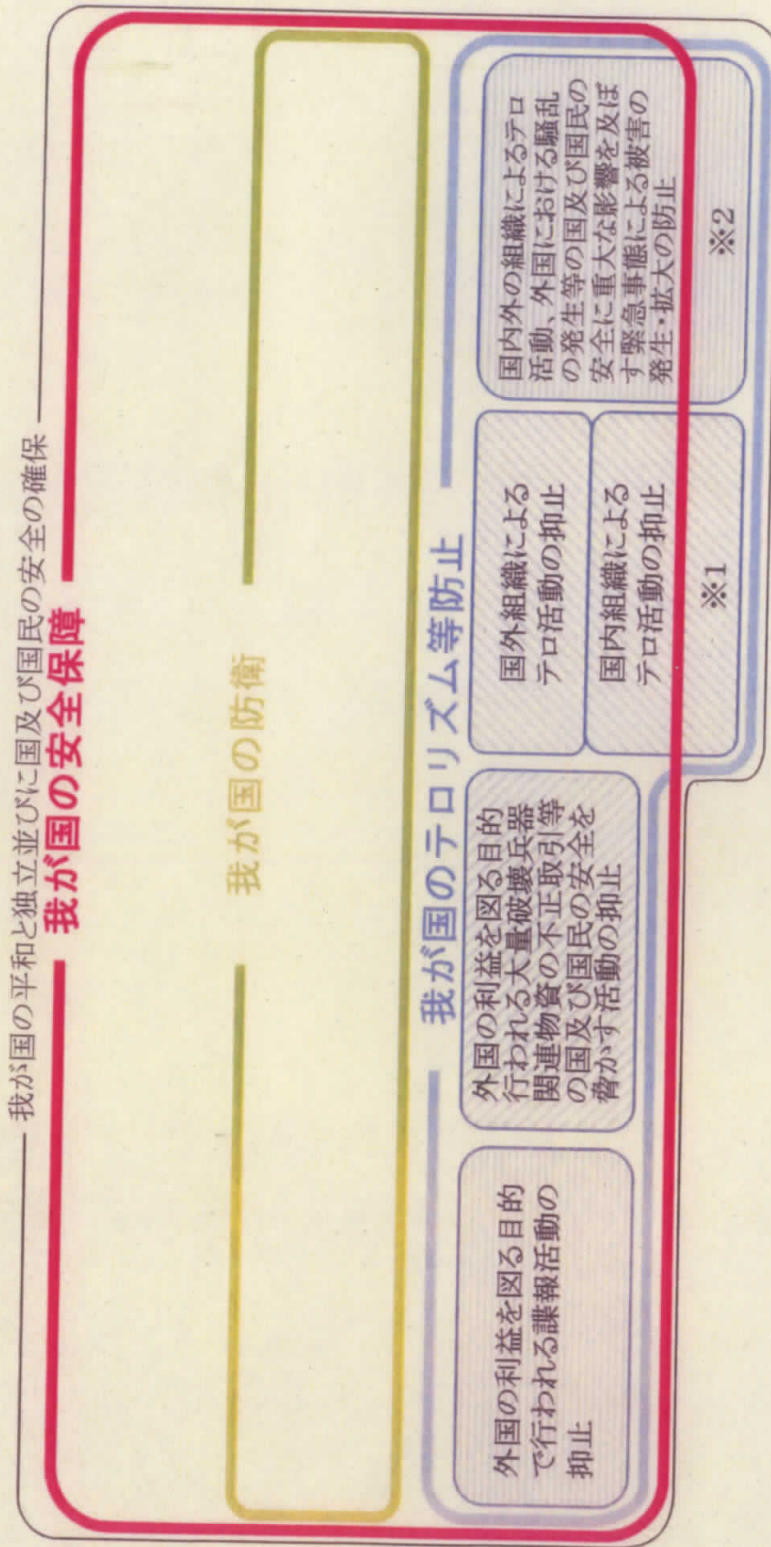 我が国の平和と独立並びに国及び国民の安全の確保
我が国の安全保障
我が国の防衛
我が国のテロリズム等防止
外国の利益を図る目的
で行われる諜報活動の
抑止
外国の利益を図る目的
行われる大量破壊兵器
関連物資の不正取引等
の国及び国民の安全を
脅かす活動の抑止
国外組織による
テロ活動の抑止
国内組織による
テロ活動の抑止
※1
国内外の組織によるテロ
活動、外国における騒乱
の発生等の国及び国民の
安全に重大な影響を及ぼ
す緊急事態による被害の
発生・拡大の防止
※2